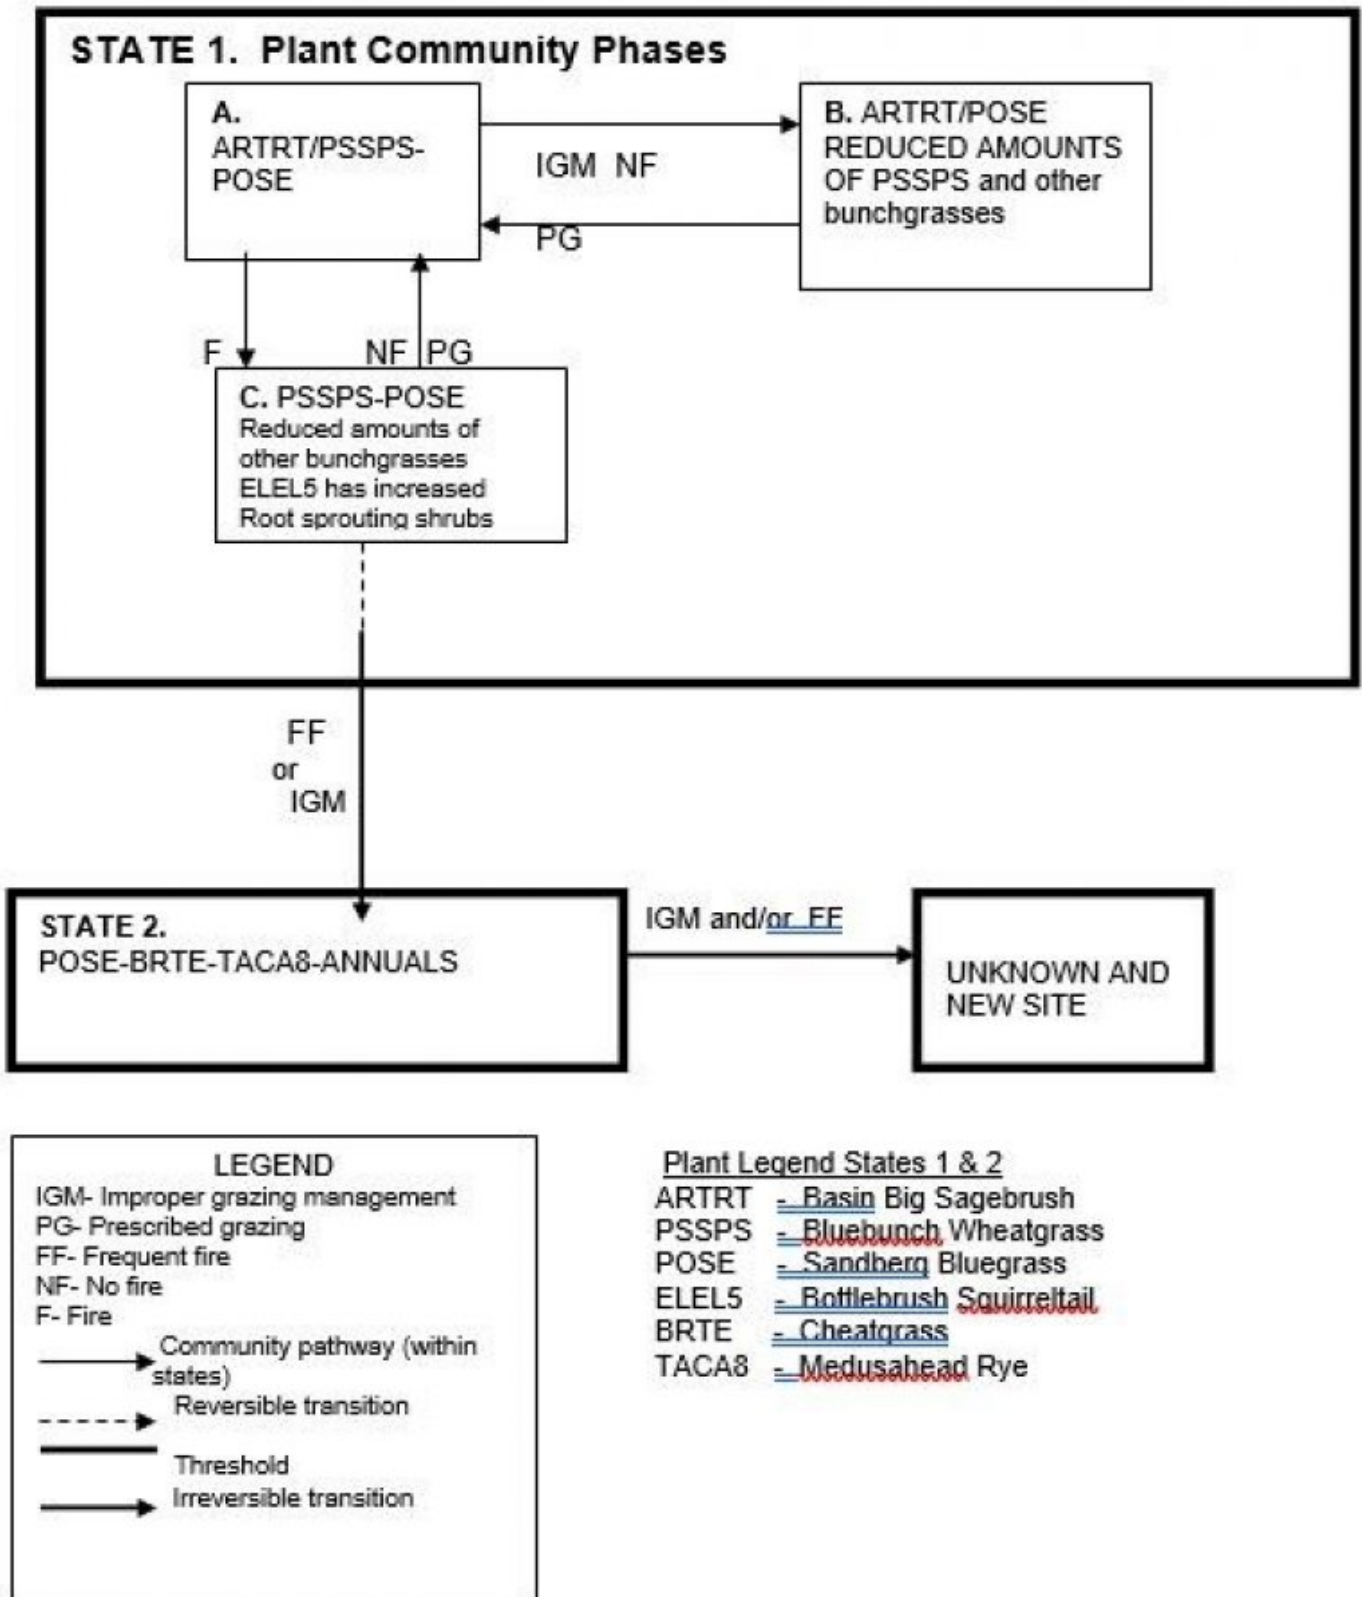 STATE 1. Plant Community Phases
A.
ARTRT/PSSPS-
POSE
IGM NF
PG
B. ARTRT/POSE
REDUCED AMOUNTS
OF PSSPS and other
bunchgrasses
F
NF PG
C. PSSPS-POSE
Reduced amounts of
other bunchgrasses
ELEL5 has increased
Root sprouting shrubs
FF
or
IGM
STATE 2.
POSE-BRTE-TACA8-ANNUALS
IGM and/or FF
UNKNOWN AND
NEW SITE
LEGEND
IGM- Improper grazing management
PG- Prescribed grazing
FF- Frequent fire
NF- No fire
F- Fire
Community pathway (within
states)
Reversible transition
Threshold
Irreversible transition
Plant Legend States 1 & 2
ARTRT - Basin Big Sagebrush
PSSPS - Bluebunch Wheatgrass
POSE - Sandberg Bluegrass
ELEL5 - Bottlebrush Squirreltail
BRTE - Cheatgrass
TACA8 - Medusahead Rye